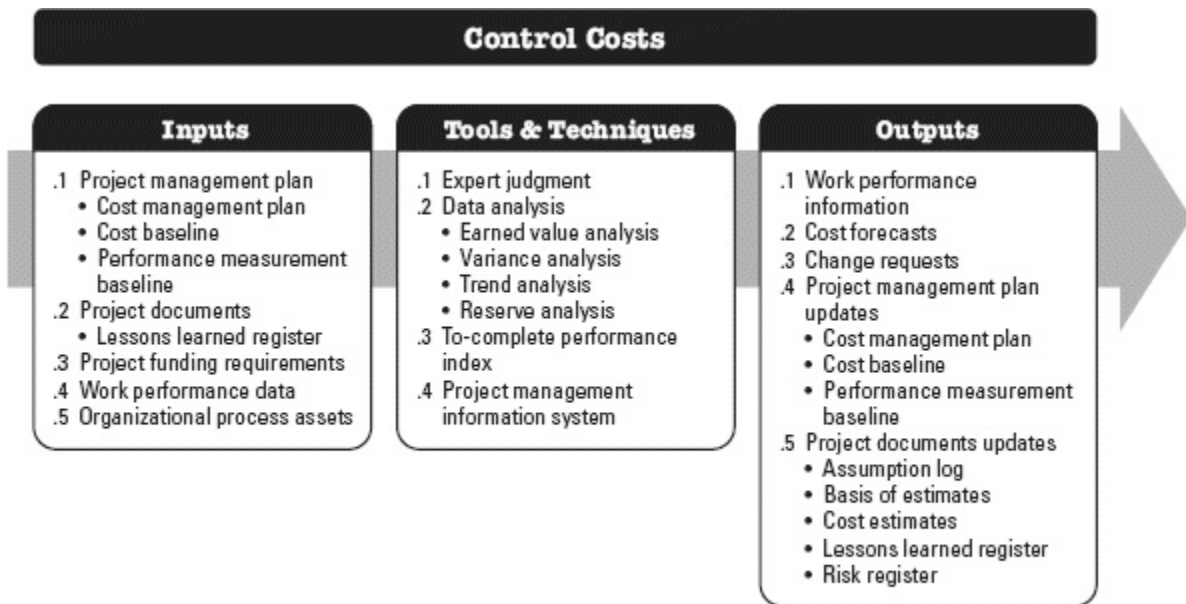 Control Costs
Inputs
.1 Project management plan
• Cost management plan
• Cost baseline
• Performance measurement
baseline
.2 Project documents
• Lessons learned register
.3 Project funding requirements
.4 Work performance data
.5 Organizational process assets
Tools & Techniques
.1 Expert judgment
.2 Data analysis
• Earned value analysis
• Variance analysis
• Trend analysis
• Reserve analysis
.3 To-complete performance
index
.4 Project management
information system
Outputs
.1 Work performance
information
.2 Cost forecasts
.3 Change requests
.4 Project management plan
updates
• Cost management plan
• Cost baseline
• Performance measurement
baseline
.5 Project documents updates
• Assumption log
• Basis of estimates
• Cost estimates
• Lessons learned register
• Risk register